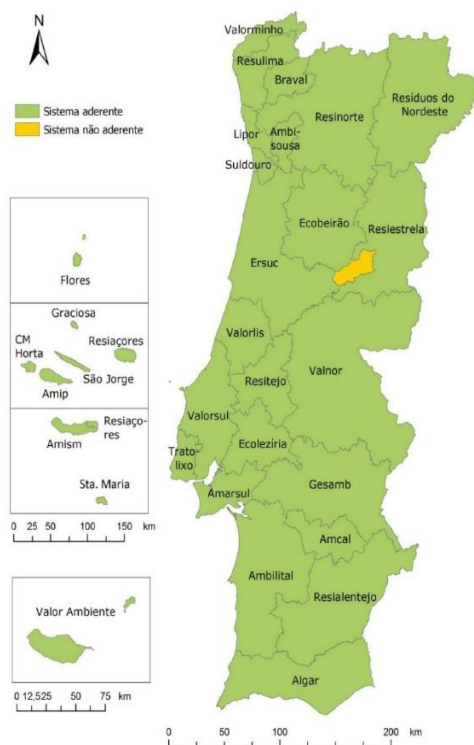 N
Sistema aderente
Sistema não aderente
Valorminho
Resulima
Braval
Resinorte
Resíduos do
Nordeste
Lipor
Ambi-
sousa
Suldouro
Ecobeirão
Resiestrela
Ersuc
Valorlis
Resitejo
Valnor
Valorsul
Ecolezíria
Trato-
lixo
Amarsul
Gesamb
Amcal
Ambilital
Resialentejo
Algar
0 50 100 150 200
km
Flores
Graciosa
CM
Horta
Resiaçores
São Jorge
Amip
Resiaço-
res
Amism
Sta. Maria
0 25 50 100 150 km
Valor Ambiente
0 12,525 50 75 km